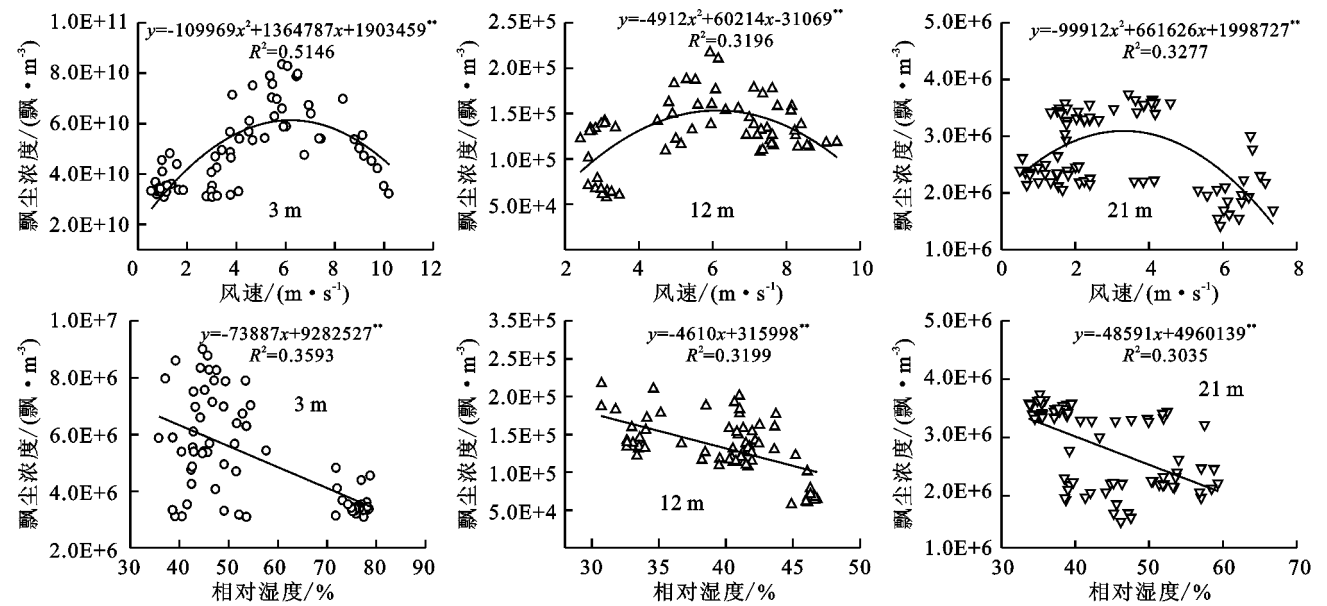 y=-109969x²+1364787x+1903459**
R²=0.5146
1.0E+11
8.0E+10
6.0E+10
4.0E+10
2.0E+10
飘尘浓度/(飘·m⁻³)
3 m
0 2 4 6 8 10 12
风速/(m·s⁻¹)
y=-4912x²+60214x-31069**
R²=0.3196
2.5E+5
2.0E+5
1.5E+5
1.0E+5
5.0E+4
飘尘浓度/(飘·m⁻³)
12 m
2 4 6 8 10
风速/(m·s⁻¹)
y=-99912x²+661626x+1998727**
R²=0.3277
5.0E+6
4.0E+6
3.0E+6
2.0E+6
1.0E+6
飘尘浓度/(飘·m⁻³)
21 m
0 2 4 6 8
风速/(m·s⁻¹)
y=-73887x+9282527**
R²=0.3593
1.0E+7
8.0E+6
6.0E+6
4.0E+6
2.0E+6
飘尘浓度/(飘·m⁻³)
3 m
30 40 50 60 70 80 90
相对湿度/%
y=-4610x+315998**
R²=0.3199
3.0E+5
2.5E+5
2.0E+5
1.5E+5
1.0E+5
5.0E+4
飘尘浓度/(飘·m⁻³)
12 m
30 35 40 45 50
相对湿度/%
y=-48591x+4960139**
R²=0.3035
5.0E+6
4.0E+6
3.0E+6
2.0E+6
1.0E+6
飘尘浓度/(飘·m⁻³)
21 m
30 40 50 60 70
相对湿度/%